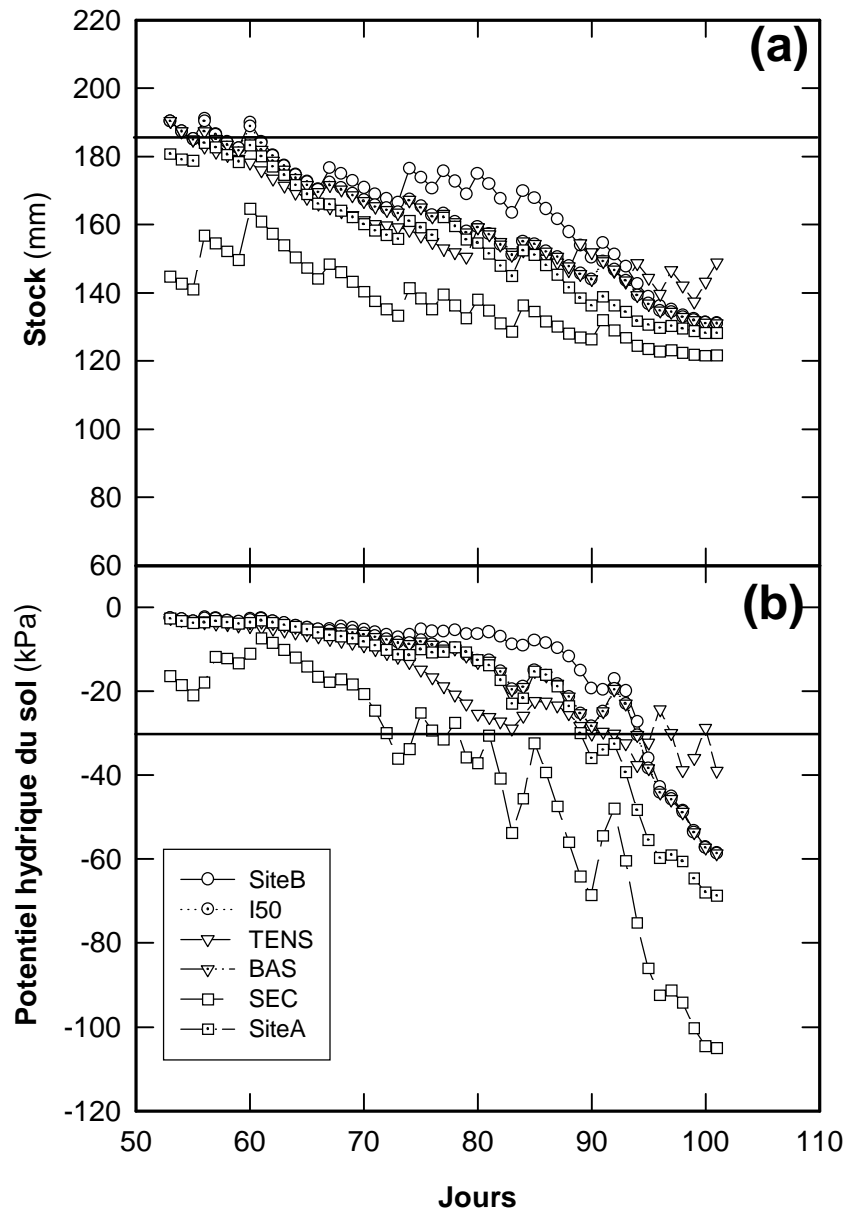 220
(a)
200
180
160
140
120
100
80
60
Stock (mm)
(b)
0
-20
-40
-60
-80
-100
-120
Potentiel hydrique du sol (kPa)
SiteB
I50
TENS
BAS
SEC
SiteA
50 60 70 80 90 100 110
Jours